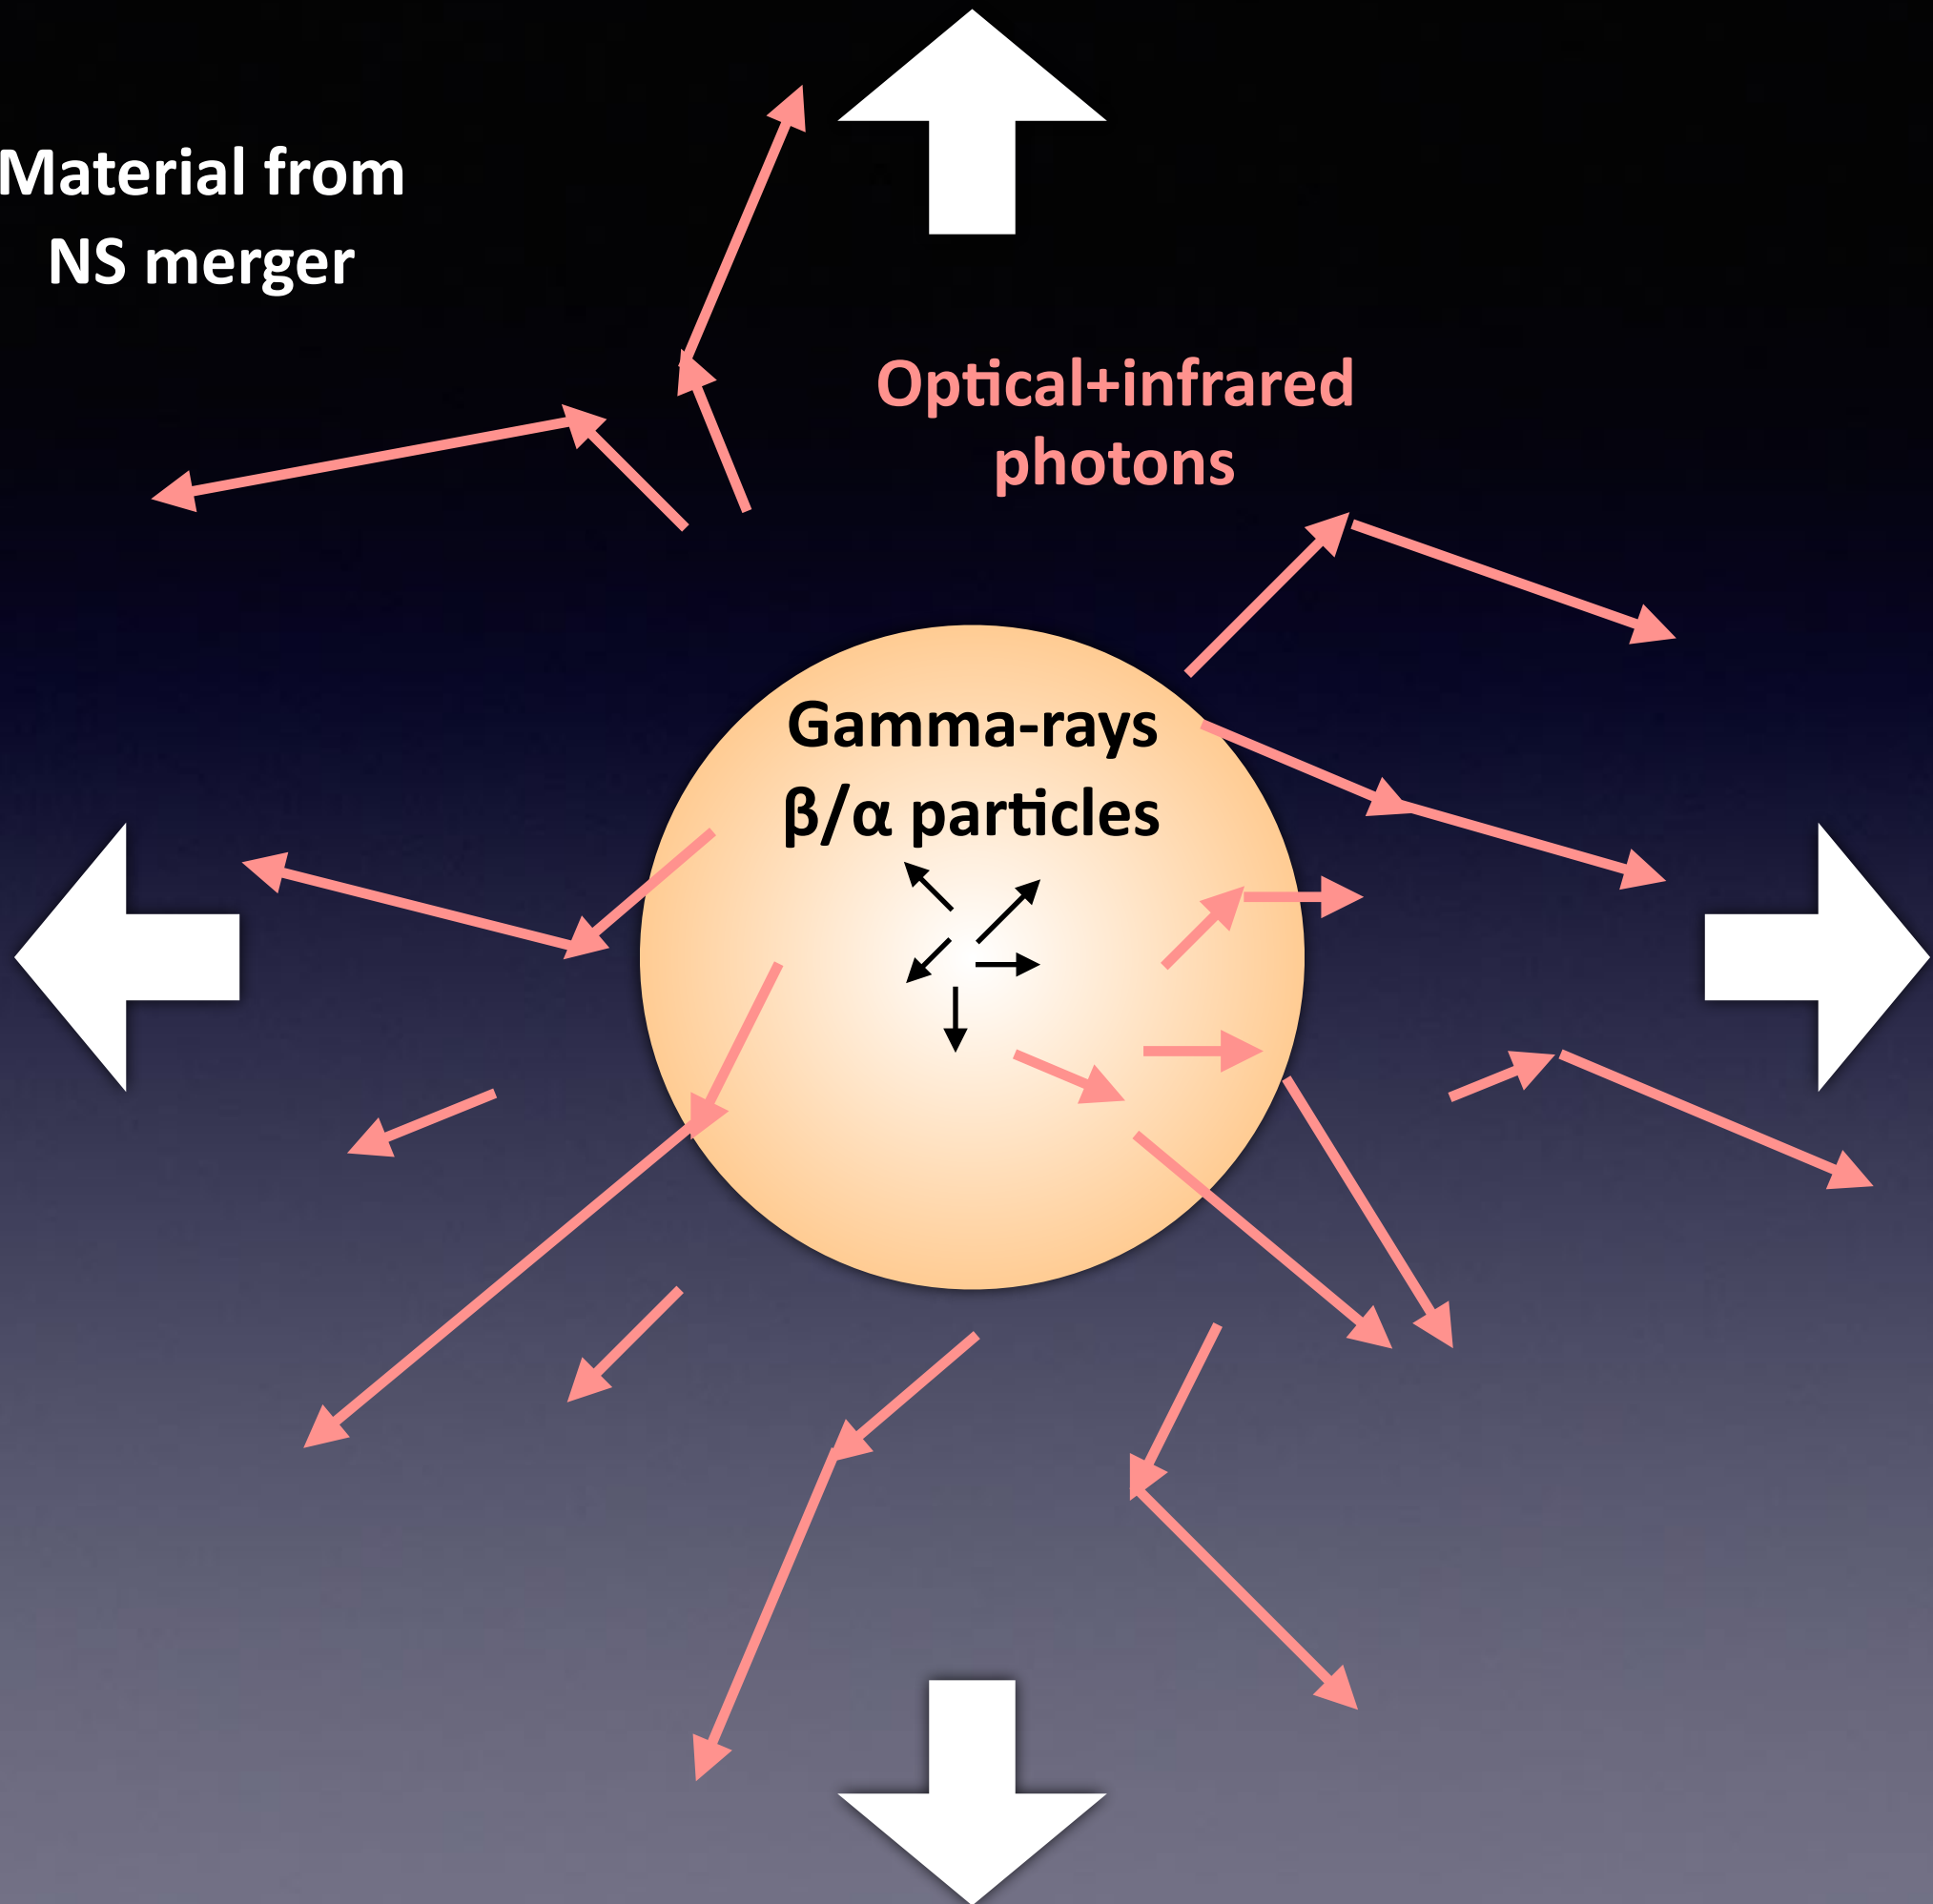 Material from
NS merger
Optical+infrared
photons
Gamma-rays
β/α particles